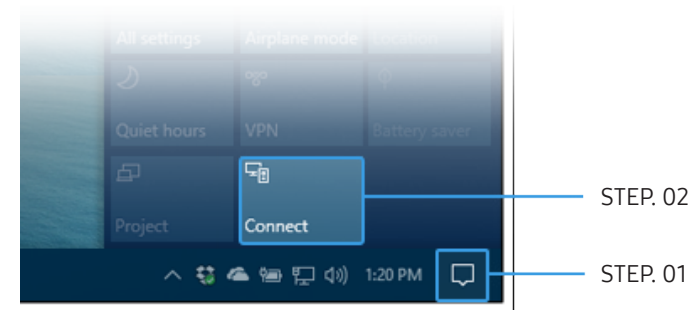 All settings Airplane mode Location
Quiet hours VPN Battery saver
Project Connect
STEP. 02
1:20 PM
STEP. 01